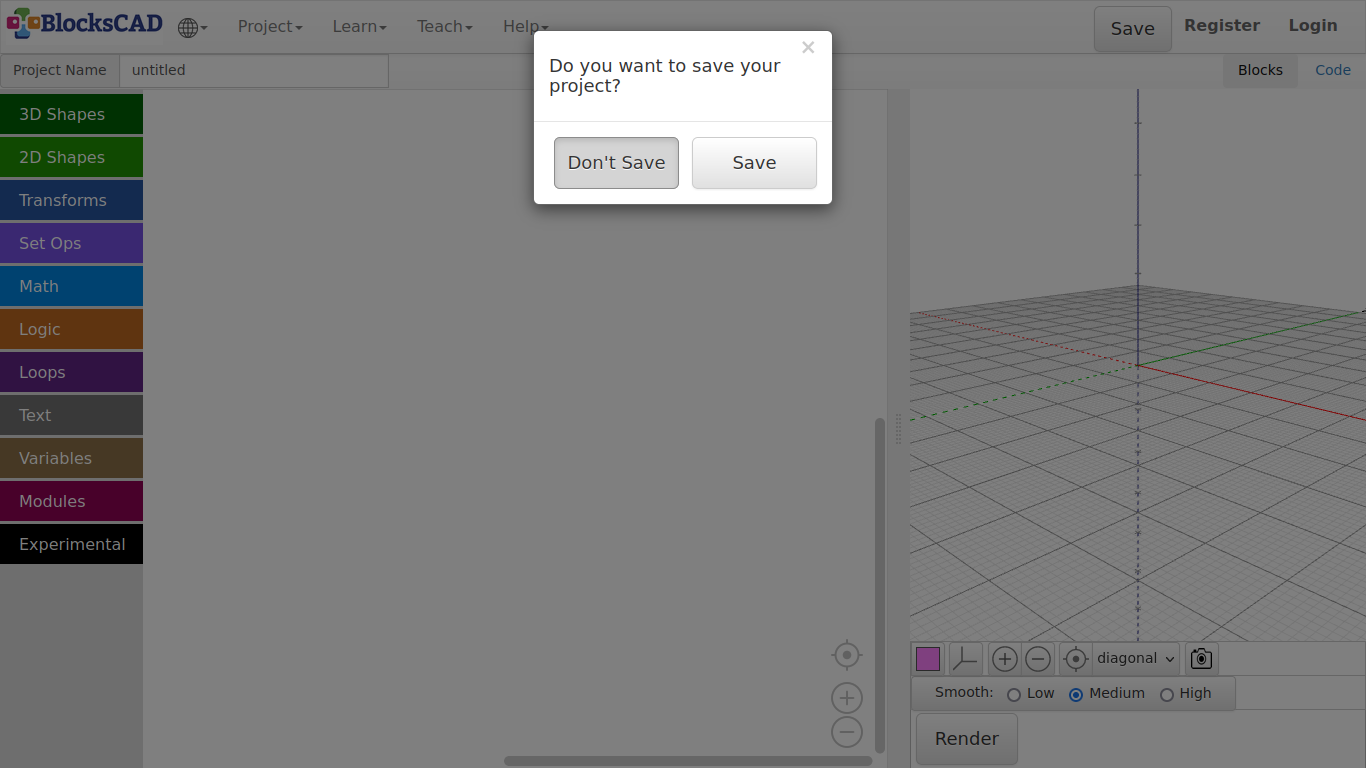 BlocksCAD
Project
Learn
Teach
Help
Save
Register
Login
Project Name
untitled
Blocks
Code
×
Do you want to save your
project?
Don't Save
Save
3D Shapes
2D Shapes
Transforms
Set Ops
Math
Logic
Loops
Text
Variables
Modules
Experimental
diagonal
Smooth:
Low
Medium
High
Render